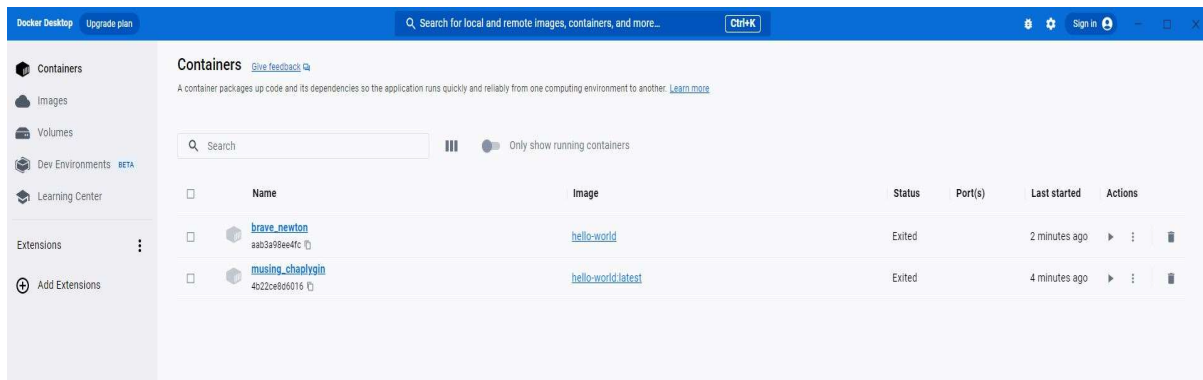 Docker Desktop Upgrade plan Search for local and remote images, containers, and more... Ctrl+K Sign in
Containers
Images
Volumes
Dev Environments BETA
Learning Center
Extensions
Add Extensions
Containers Give feedback
A container packages up code and its dependencies so the application runs quickly and reliably from one computing environment to another. Learn more
Search Only show running containers
Name Image Status Port(s) Last started Actions
brave_newton hello-world Exited 2 minutes ago
aab3a98ee4fc
musing_chaplygin hello-world:latest Exited 4 minutes ago
4b22ce8d6016